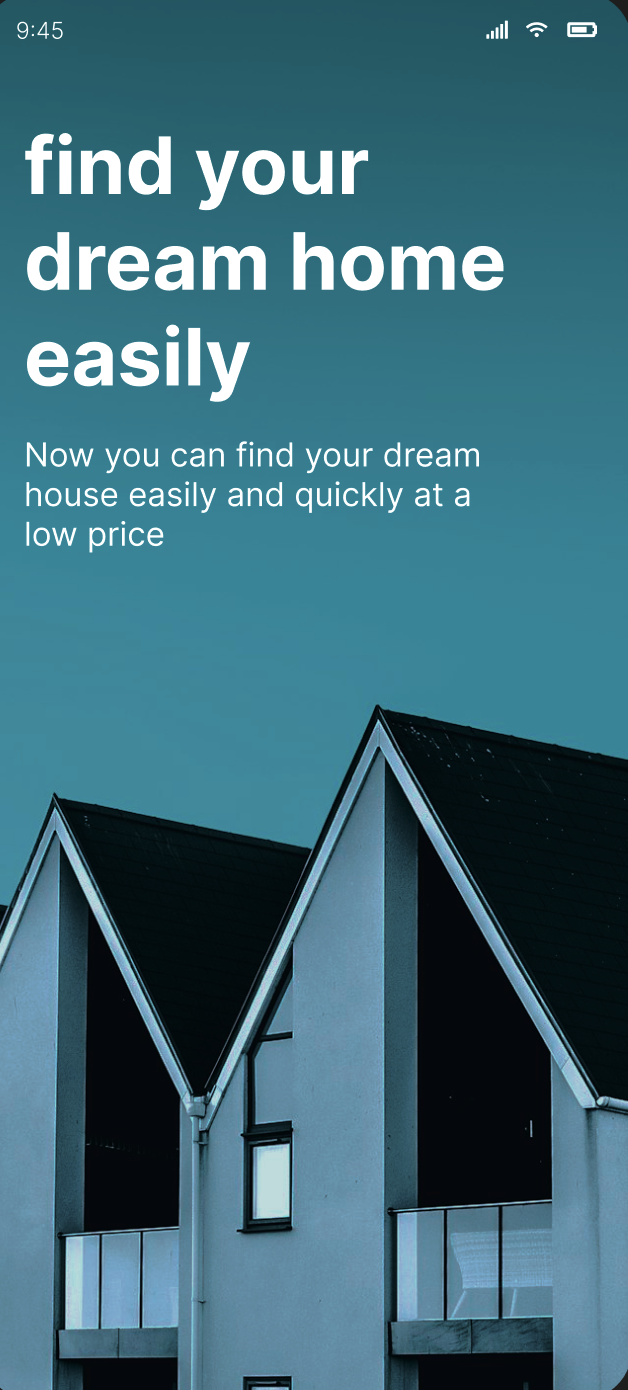 9:45
find your
dream home
easily
Now you can find your dream
house easily and quickly at a
low price